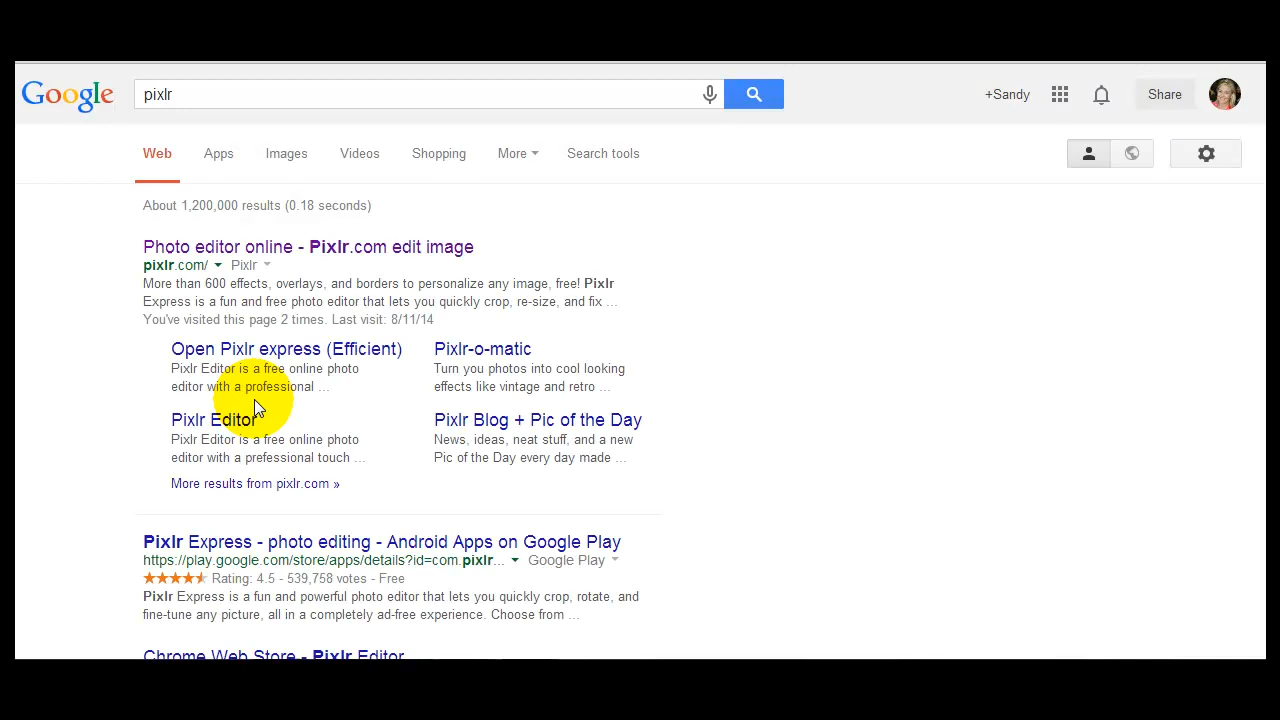 Google
pixlr
+Sandy
Share
Web Apps Images Videos Shopping More Search tools
About 1,200,000 results (0.18 seconds)
Photo editor online - Pixlr.com edit image
pixlr.com/ Pixlr
More than 600 effects, overlays, and borders to personalize any image, free! Pixlr
Express is a fun and free photo editor that lets you quickly crop, re-size, and fix ...
You've visited this page 2 times. Last visit: 8/11/14
Open Pixlr express (Efficient)
Pixlr Editor is a free online photo
editor with a professional ...
Pixlr-o-matic
Turn you photos into cool looking
effects like vintage and retro ...
Pixlr Editor
Pixlr Editor is a free online photo
editor with a prefessional touch ...
Pixlr Blog + Pic of the Day
News, ideas, neat stuff, and a new
Pic of the Day every day made ...
More results from pixlr.com »
Pixlr Express - photo editing - Android Apps on Google Play
https://play.google.com/store/apps/details?id=com.pixlr... Google Play
Rating: 4.5 - 539,758 votes - Free
Pixlr Express is a fun and powerful photo editor that lets you quickly crop, rotate, and
fine-tune any picture, all in a completely ad-free experience. Choose from ...
Chrome Web Store - Pixlr Editor